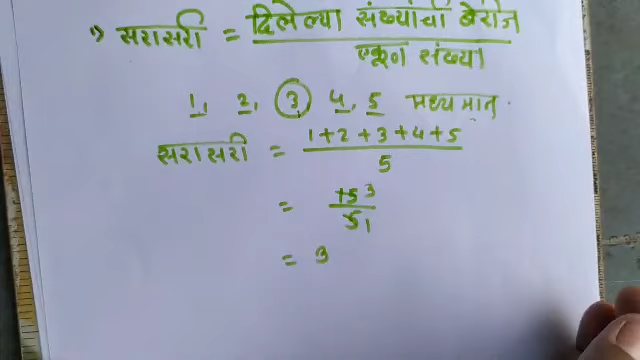 1) सरासरी = दिलेल्या संख्यांची बेरीज
एकूण संख्या
1, 2, 3, 4, 5 मध्यमान.
सरासरी = 1+2+3+4+5
5
= 15 3
5 1
= 3